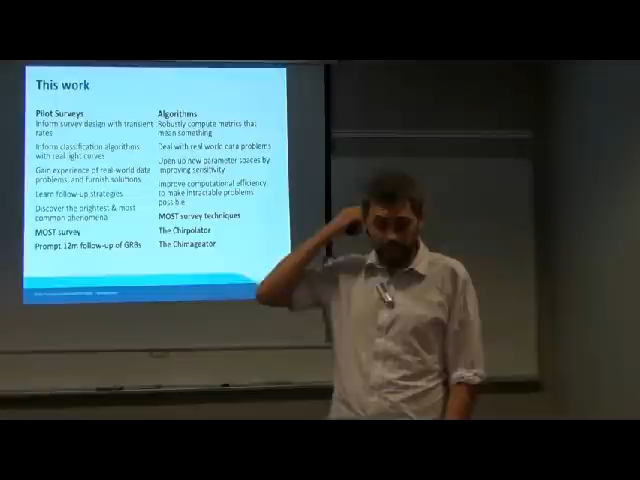 This work
Pilot Surveys
Inform survey design with transient
rates
Inform classification algorithms
with real light curves
Gain experience of real-world data
problems, and furnish solutions
Learn follow-up strategies
Discover the brightest & most
common phenomena
MOST survey
Prompt 12m follow-up of GRBs
Algorithms
Robustly compute metrics that
mean something
Deal with real world data problems
Open up new parameter spaces by
improving sensitivity
Improve computational efficiency
to make intractable problems
possible
MOST survey techniques
The Chirpolator
The Chimageator